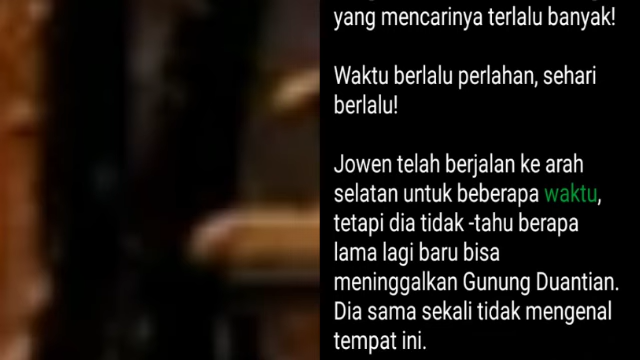 yang mencarinya terlalu banyak!
Waktu berlalu perlahan, sehari
berlalu!
Jowen telah berjalan ke arah
selatan untuk beberapa waktu,
tetapi dia tidak -tahu berapa
lama lagi baru bisa
meninggalkan Gunung Duantian.
Dia sama sekali tidak mengenal
tempat ini.